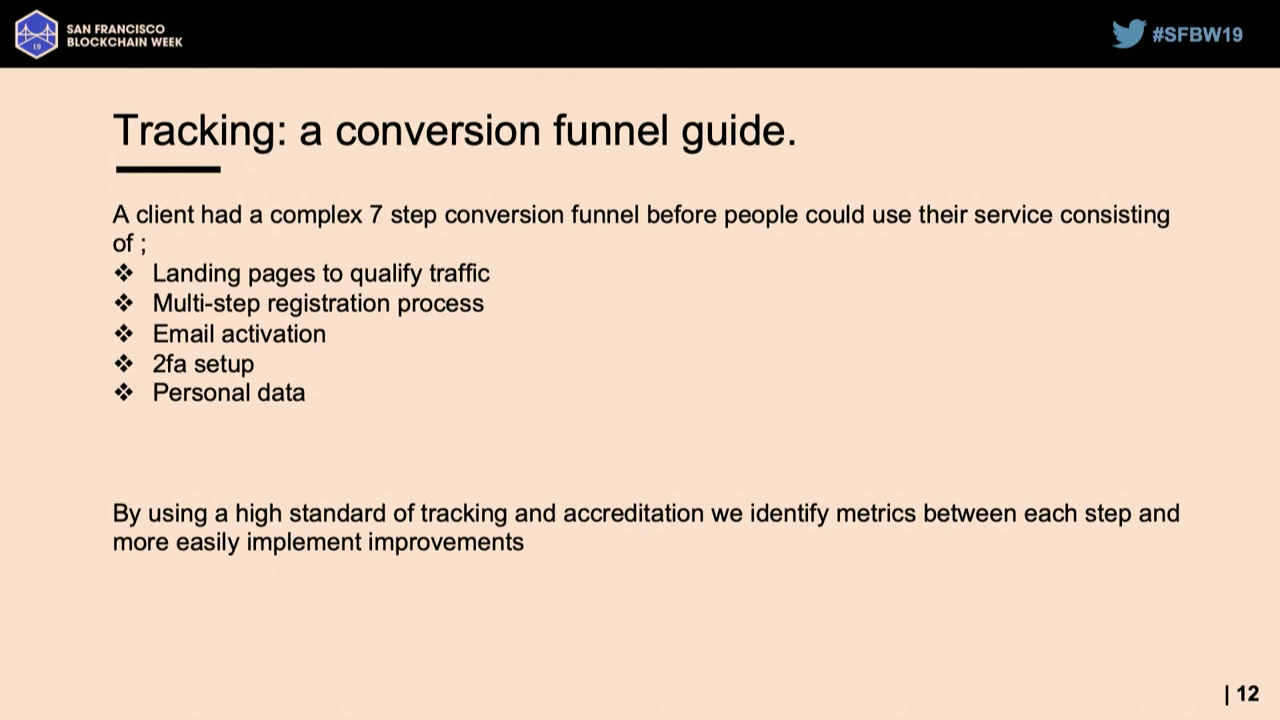 SAN FRANCISCO
BLOCKCHAIN WEEK
19
#SFBW19
Tracking: a conversion funnel guide.
A client had a complex 7 step conversion funnel before people could use their service consisting
of ;
❖ Landing pages to qualify traffic
❖ Multi-step registration process
❖ Email activation
❖ 2fa setup
❖ Personal data
By using a high standard of tracking and accreditation we identify metrics between each step and
more easily implement improvements
| 12